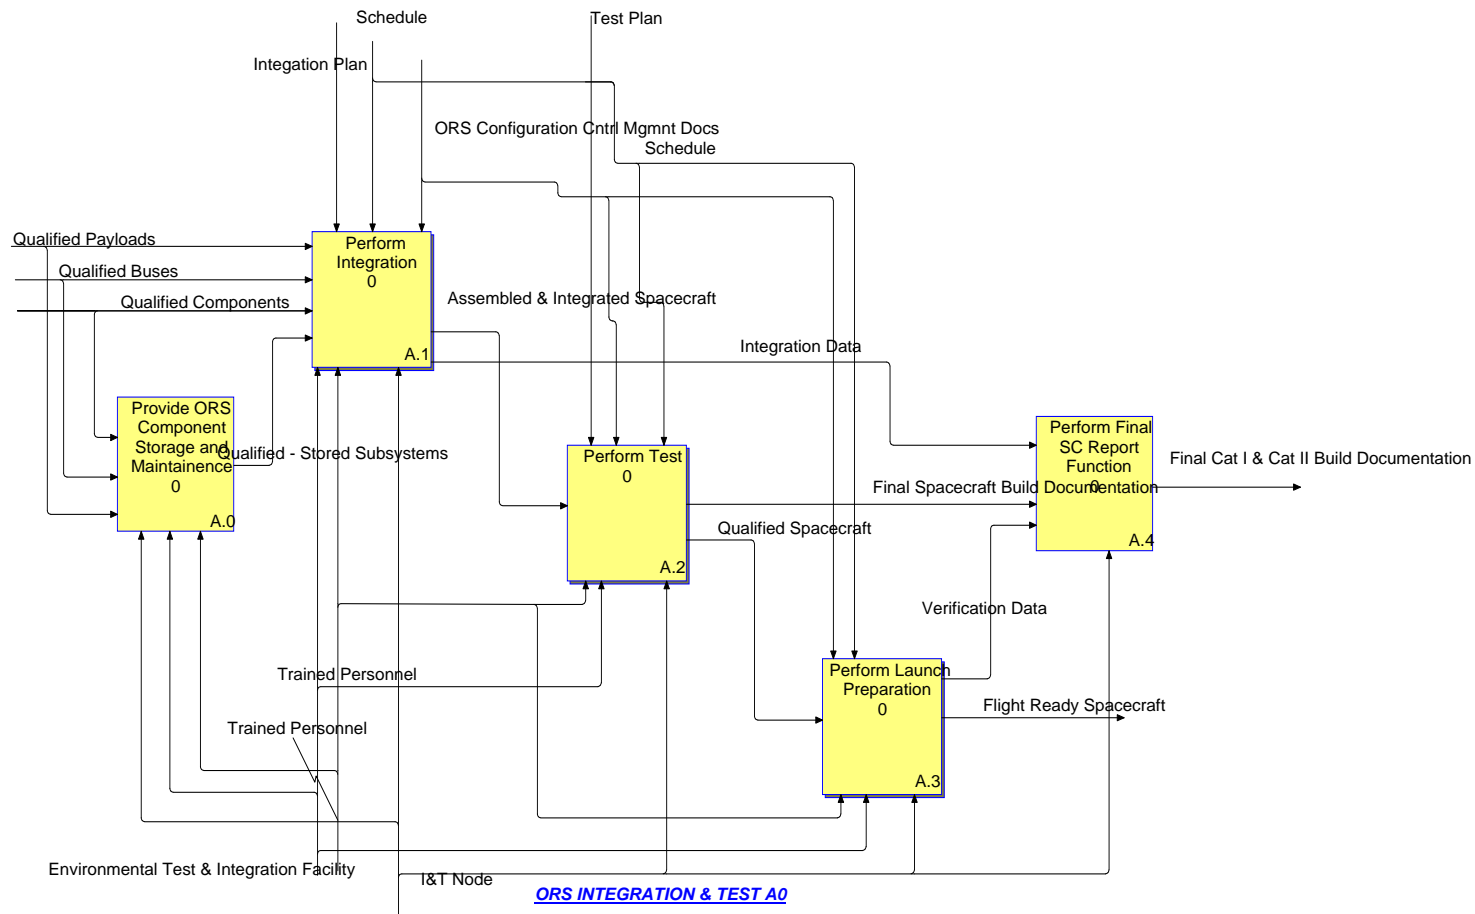 Schedule
Test Plan
Integation Plan
ORS Configuration Cntrl Mgmnt Docs
Schedule
Qualified Payloads
Qualified Buses
Qualified Components
Perform
Integration
0
A.1
Assembled & Integrated Spacecraft
Integration Data
Provide ORS
Component
Storage and
Maintainence
0
A.0
Qualified - Stored Subsystems
Perform Test
0
A.2
Perform Final
SC Report
Function
0
A.4
Final Cat I & Cat II Build Documentation
Final Spacecraft Build Documentation
Qualified Spacecraft
Verification Data
Trained Personnel
Perform Launch
Preparation
0
A.3
Flight Ready Spacecraft
Trained Personnel
Environmental Test & Integration Facility
I&T Node
ORS INTEGRATION & TEST A0